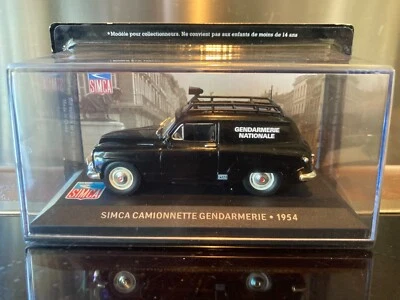 • Modèle pour collectionneurs. Ne convient pas aux enfants de moins de 14 ans
SIMCA
GENDARMERIE
NATIONALE
SIMCA
SIMCA CAMIONNETTE GENDARMERIE • 1954